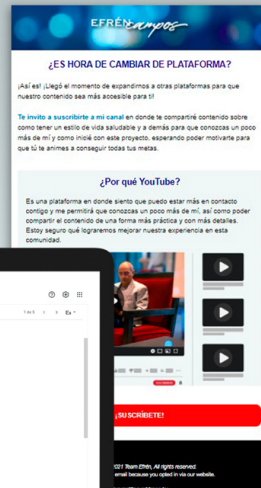 EFRÉN Campos
¿ES HORA DE CAMBIAR DE PLATAFORMA?
¡Así es! ¡Llegó el momento de expandirnos a otras plataformas para que
nuestro contenido sea más accesible para ti!
Te invito a suscribirte a mi canal en donde te compartiré contenido sobre
como tener un estilo de vida saludable y a demás para que conozcas un poco
más de mí y como inicié con este proyecto, esperando poder motivarte para
que tú te animes a conseguir todas tus metas.
¿Por qué YouTube?
Es una plataforma en donde siento que puedo estar más en contacto
contigo y me permitirá que conozcas un poco más de mí, así como poder
compartir el contenido de una forma más práctica y con más detalles.
Estoy seguro qué lograremos mejorar nuestra experiencia en esta
comunidad.
1 de 5
Es
¡SUSCRÍBETE!
2021 Team Efrén, All rights reserved.
email because you opted in via our website.